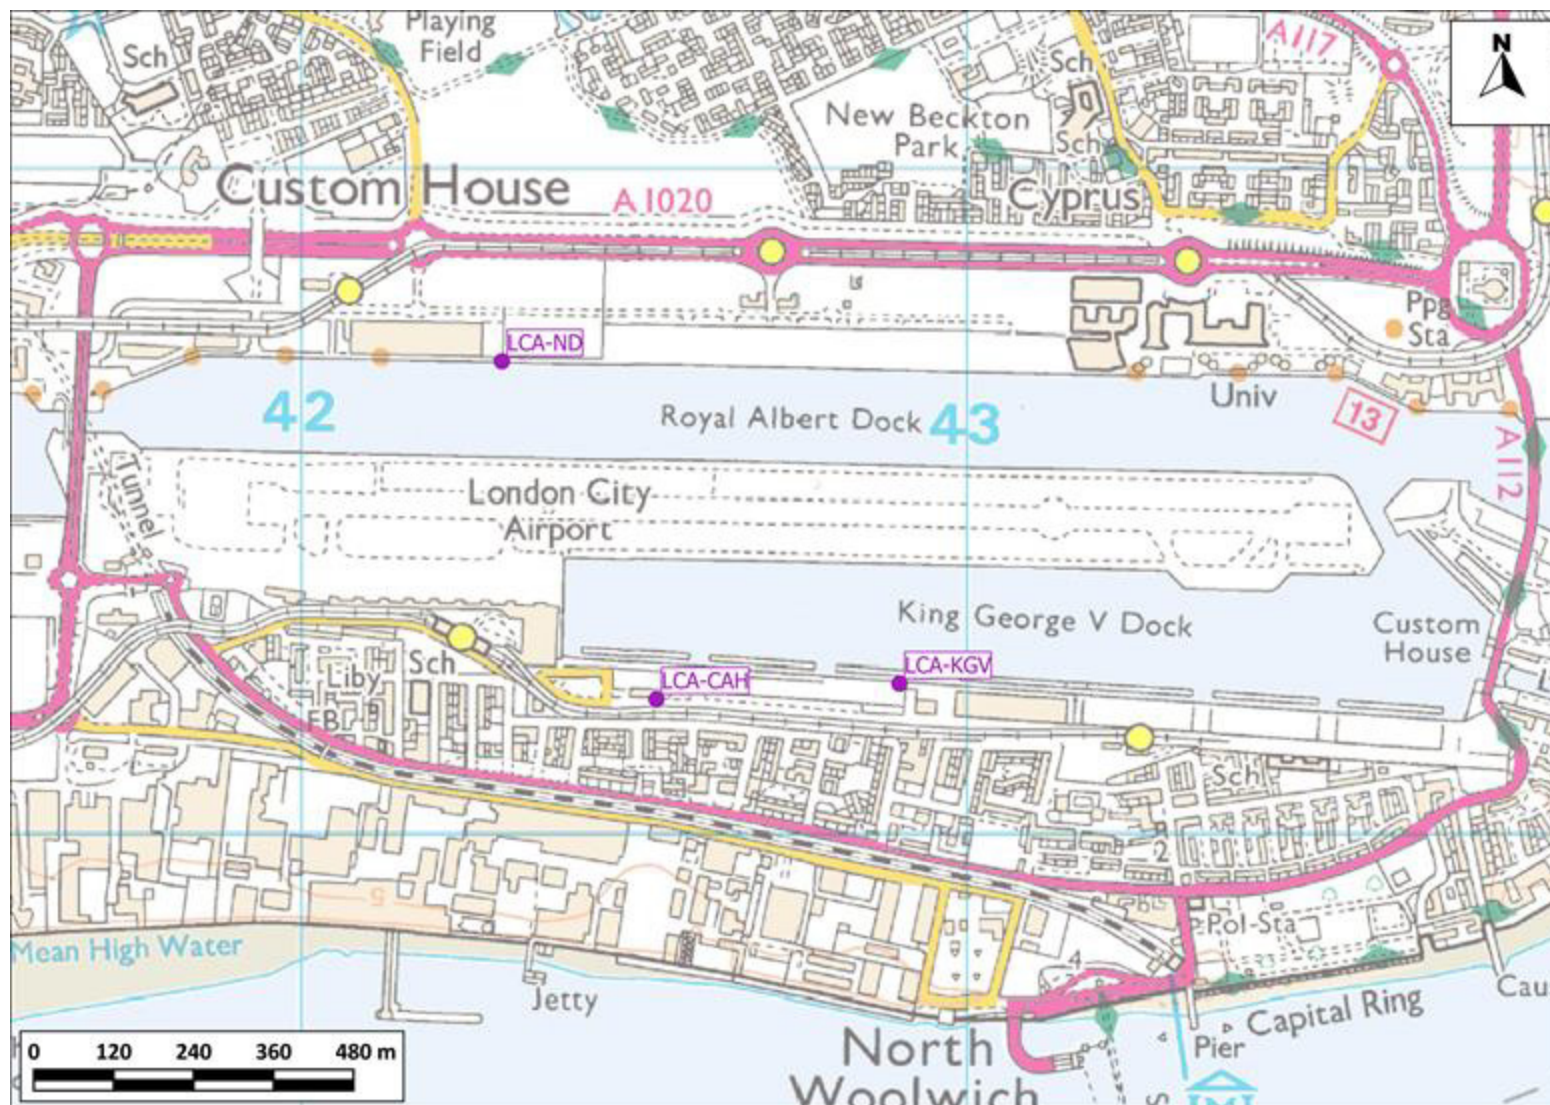 Playing
Field
Sch
A117
N
Sch
New Beckton
Park
Sch
Custom House
A1020
Cyprus
Ppg
Sta
LCA-ND
Univ
13
42
Royal Albert Dock
43
A112
Tunnel
London City
Airport
King George V Dock
Custom
House
Sch
Liby
LCA-CAH
LCA-KGV
FB
Sch
2
5
Pol Sta
Mean High Water
4
Jetty
Cau
Capital Ring
Pier
North
Woolwich
0 120 240 360 480 m